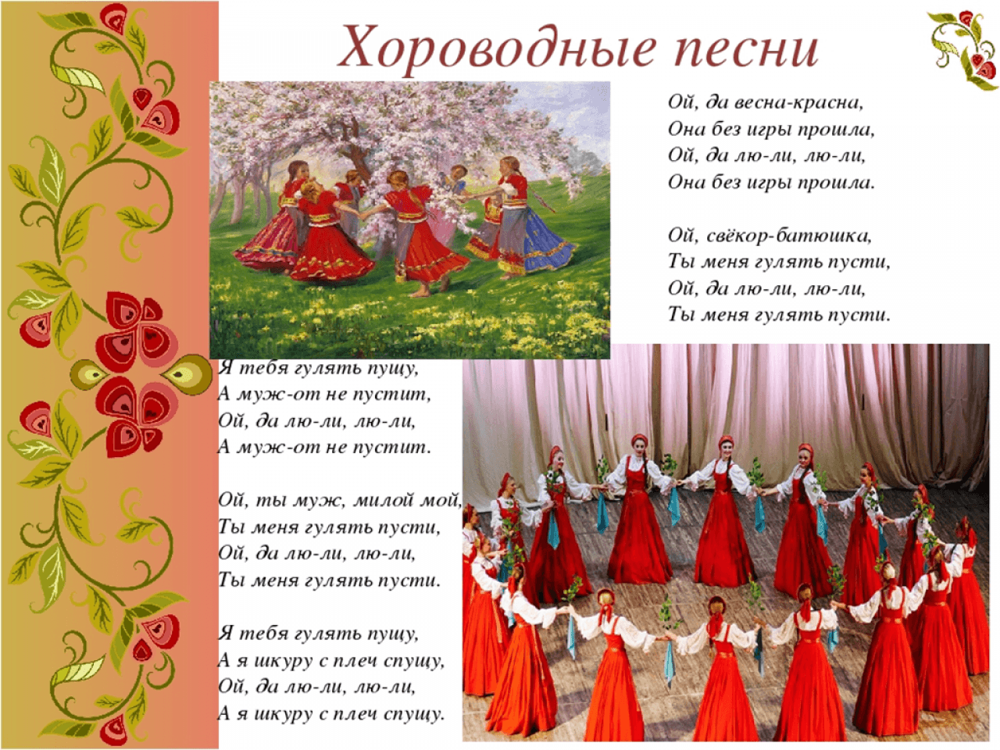 Хороводные песни
Ой, да весна-красна,
Она без игры прошла,
Ой, да лю-ли, лю-ли,
Она без игры прошла.
Ой, свёкор-батюшка,
Ты меня гулять пусти,
Ой, да лю-ли, лю-ли,
Ты меня гулять пусти.
Я тебя гулять пущу,
А муж-от не пустит,
Ой, да лю-ли, лю-ли,
А муж-от не пустит.
Ой, ты муж, милой мой,
Ты меня гулять пусти,
Ой, да лю-ли, лю-ли,
Ты меня гулять пусти.
Я тебя гулять пущу,
А я шкуру с плеч спущу,
Ой, да лю-ли, лю-ли,
А я шкуру с плеч спущу.